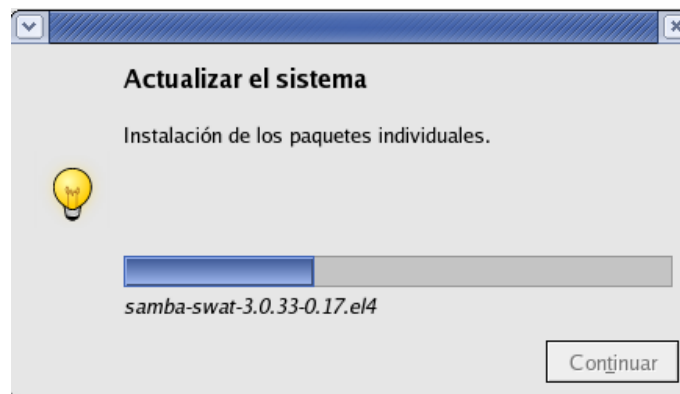 Actualizar el sistema
Instalación de los paquetes individuales.
samba-swat-3.0.33-0.17.el4
Continuar